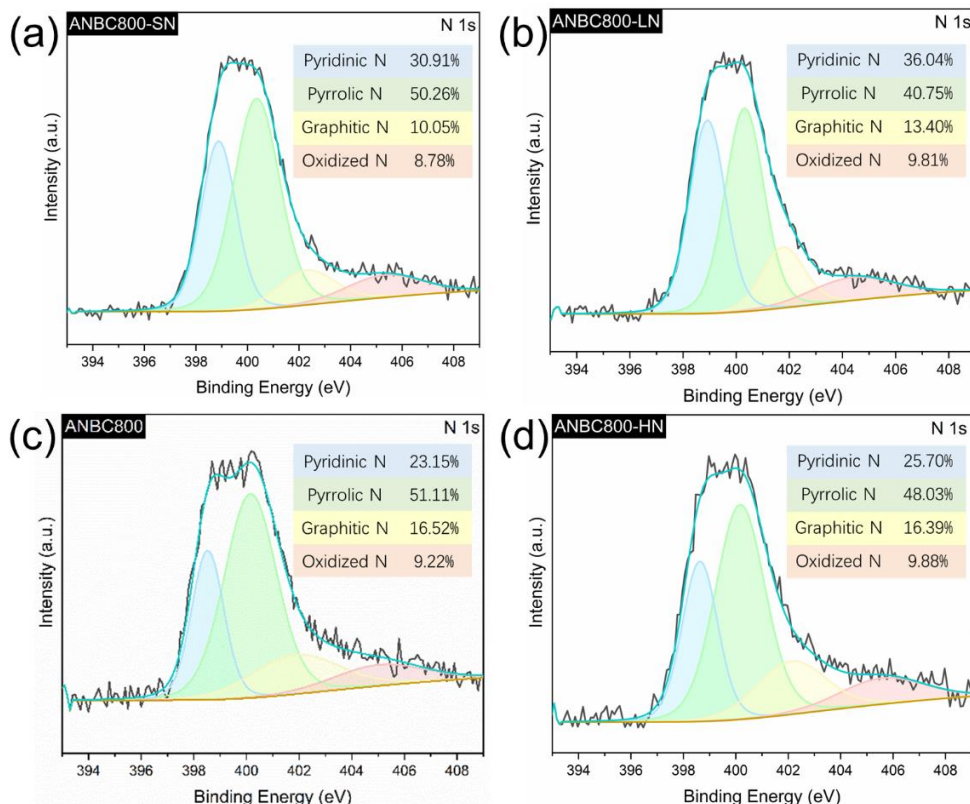 (a)
ANBC800-SN
N 1s
Pyridinic N 30.91%
Pyrrolic N 50.26%
Graphitic N 10.05%
Oxidized N 8.78%
Intensity (a.u.)
394 396 398 400 402 404 406 408
Binding Energy (eV)
(b)
ANBC800-LN
N 1s
Pyridinic N 36.04%
Pyrrolic N 40.75%
Graphitic N 13.40%
Oxidized N 9.81%
Intensity (a.u.)
394 396 398 400 402 404 406 408
Binding Energy (eV)
(c)
ANBC800
N 1s
Pyridinic N 23.15%
Pyrrolic N 51.11%
Graphitic N 16.52%
Oxidized N 9.22%
Intensity (a.u.)
394 396 398 400 402 404 406 408
Binding Energy (eV)
(d)
ANBC800-HN
N 1s
Pyridinic N 25.70%
Pyrrolic N 48.03%
Graphitic N 16.39%
Oxidized N 9.88%
Intensity (a.u.)
394 396 398 400 402 404 406 408
Binding Energy (eV)